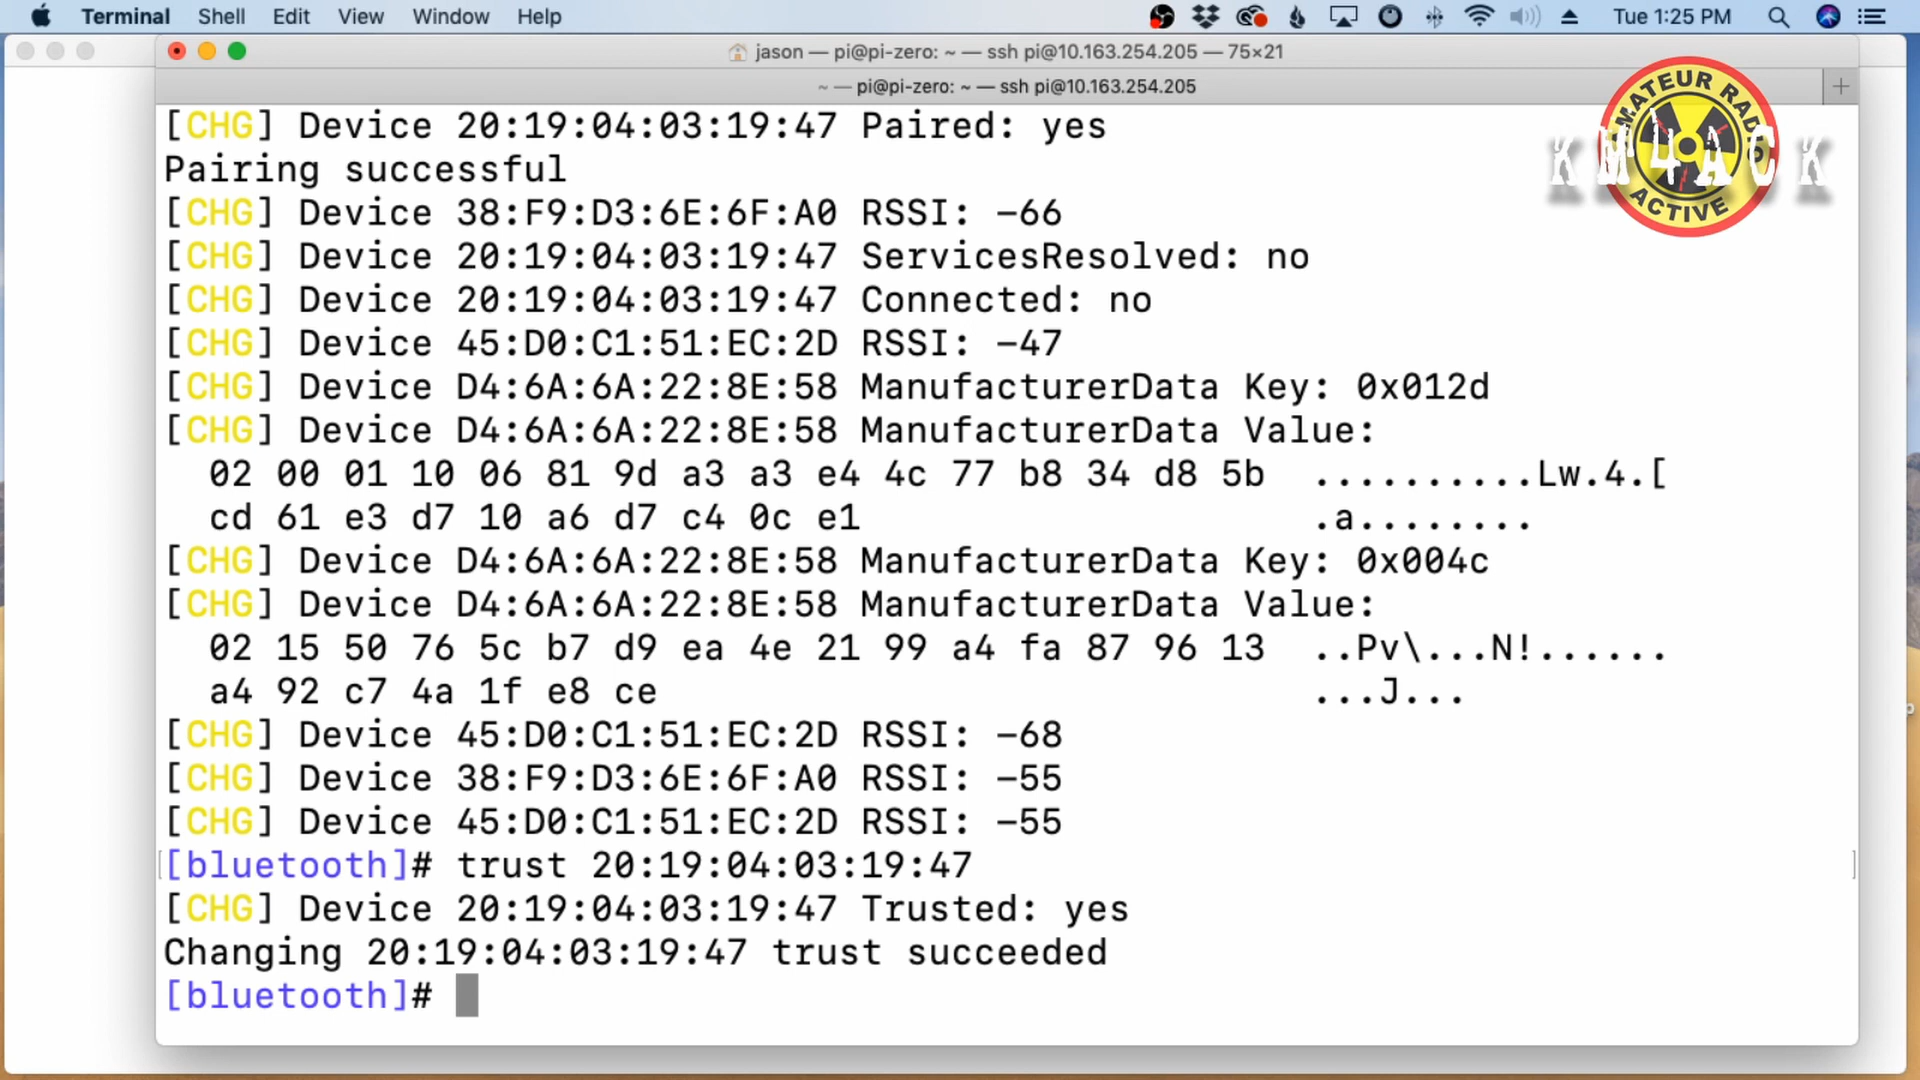 Terminal Shell Edit View Window Help Tue 1:25 PM
jason — pi@pi-zero: ~ — ssh pi@10.163.254.205 — 75×21
~ — pi@pi-zero: ~ — ssh pi@10.163.254.205
AMATEUR RADIO
KM4ACK
ACTIVE
[CHG] Device 20:19:04:03:19:47 Paired: yes
Pairing successful
[CHG] Device 38:F9:D3:6E:6F:A0 RSSI: -66
[CHG] Device 20:19:04:03:19:47 ServicesResolved: no
[CHG] Device 20:19:04:03:19:47 Connected: no
[CHG] Device 45:D0:C1:51:EC:2D RSSI: -47
[CHG] Device D4:6A:6A:22:8E:58 ManufacturerData Key: 0x012d
[CHG] Device D4:6A:6A:22:8E:58 ManufacturerData Value:
02 00 01 10 06 81 9d a3 a3 e4 4c 77 b8 34 d8 5b ..........Lw.4.[
cd 61 e3 d7 10 a6 d7 c4 0c e1 .a........
[CHG] Device D4:6A:6A:22:8E:58 ManufacturerData Key: 0x004c
[CHG] Device D4:6A:6A:22:8E:58 ManufacturerData Value:
02 15 50 76 5c b7 d9 ea 4e 21 99 a4 fa 87 96 13 ..Pv\...N!......
a4 92 c7 4a 1f e8 ce ...J...
[CHG] Device 45:D0:C1:51:EC:2D RSSI: -68
[CHG] Device 38:F9:D3:6E:6F:A0 RSSI: -55
[CHG] Device 45:D0:C1:51:EC:2D RSSI: -55
[bluetooth]# trust 20:19:04:03:19:47
[CHG] Device 20:19:04:03:19:47 Trusted: yes
Changing 20:19:04:03:19:47 trust succeeded
[bluetooth]#